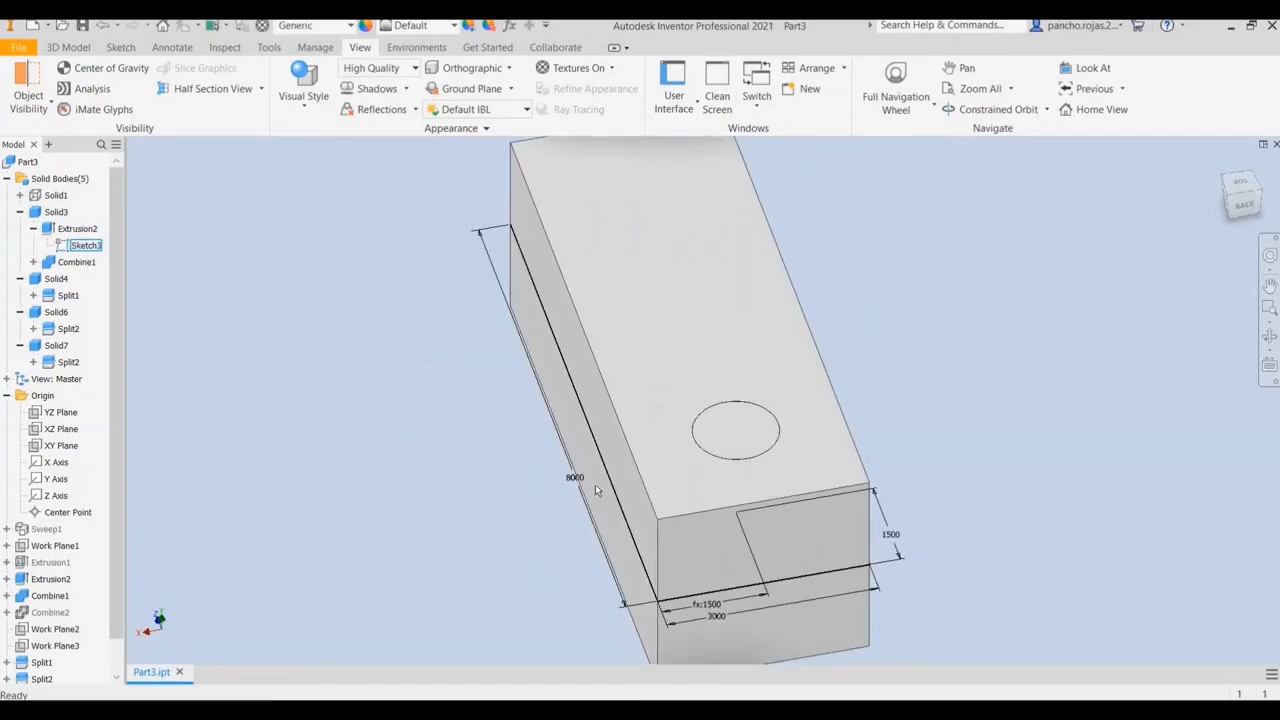 Generic
Default
fx
Autodesk Inventor Professional 2021 Part3
Search Help & Commands...
pancho.rojas.2...
File 3D Model Sketch Annotate Inspect Tools Manage View Environments Get Started Collaborate
Object
Visibility
Center of Gravity
Slice Graphics
Analysis
Half Section View
iMate Glyphs
Visibility
Visual Style
High Quality
Shadows
Reflections
Orthographic
Ground Plane
Default IBL
Textures On
Refine Appearance
Ray Tracing
Appearance
User
Interface
Clean
Screen
Switch
Arrange
New
Windows
Full Navigation
Wheel
Pan
Zoom All
Constrained Orbit
Look At
Previous
Home View
Navigate
Model
Part3
Solid Bodies(5)
Solid1
Solid3
Extrusion2
Sketch3
Combine1
Solid4
Split1
Solid6
Split2
Solid7
Split2
View: Master
Origin
YZ Plane
XZ Plane
XY Plane
X Axis
Y Axis
Z Axis
Center Point
Sweep1
Work Plane1
Extrusion1
Extrusion2
Combine1
Combine2
Work Plane2
Work Plane3
Split1
Split2
TOP
BACK
8000
1500
fx:1500
3000
X
Part3.ipt
Ready
1 1